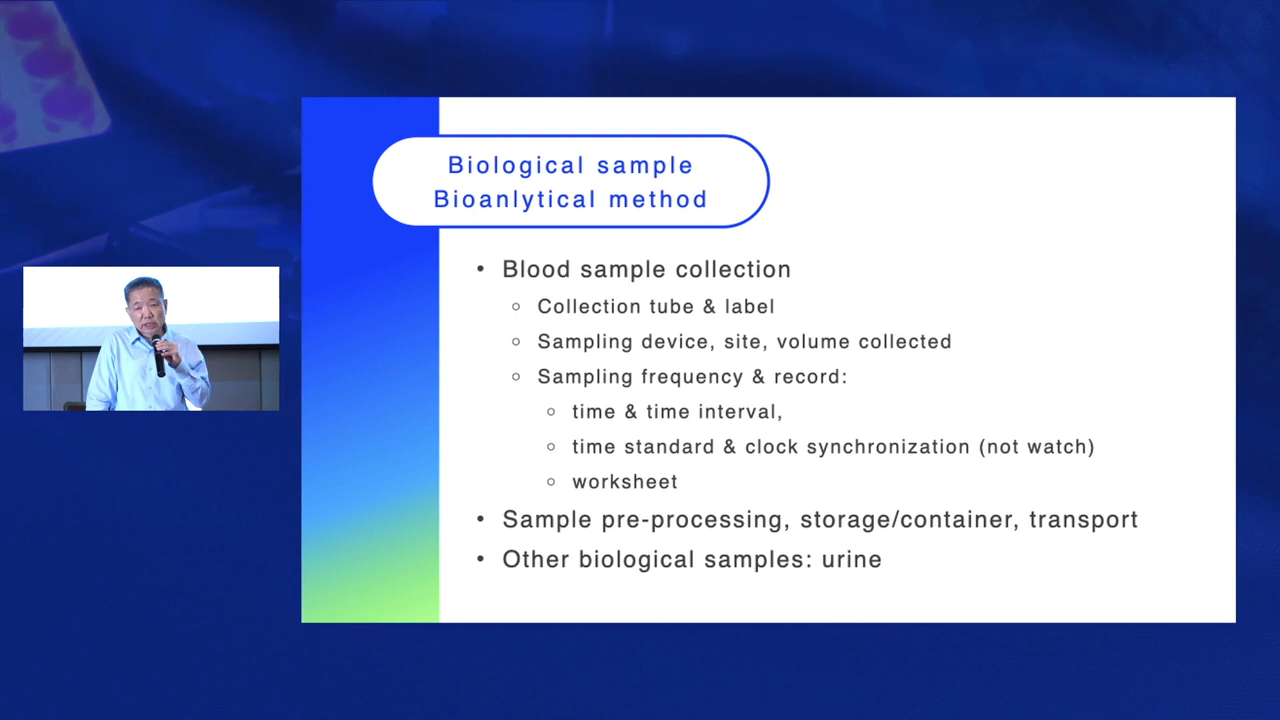 Biological sample
Bioanlytical method
• Blood sample collection
○ Collection tube & label
○ Sampling device, site, volume collected
○ Sampling frequency & record:
○ time & time interval,
○ time standard & clock synchronization (not watch)
○ worksheet
• Sample pre-processing, storage/container, transport
• Other biological samples: urine